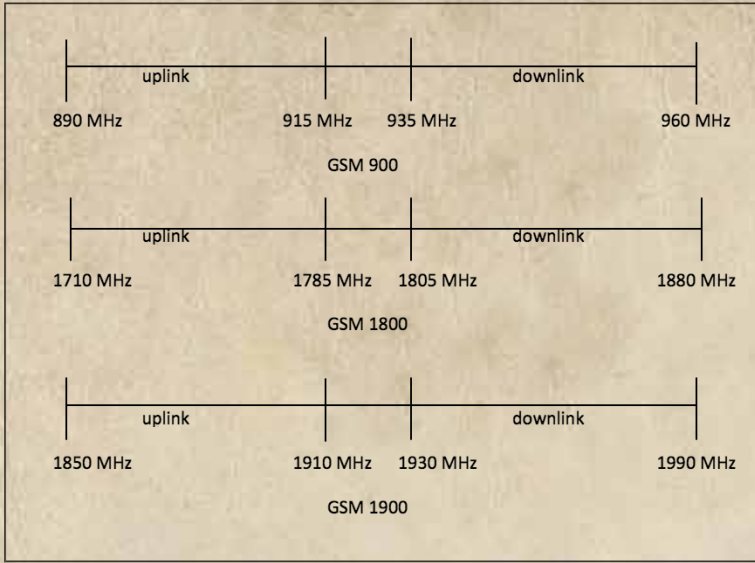 uplink downlink
890 MHz 915 MHz 935 MHz 960 MHz
GSM 900
uplink downlink
1710 MHz 1785 MHz 1805 MHz 1880 MHz
GSM 1800
uplink downlink
1850 MHz 1910 MHz 1930 MHz 1990 MHz
GSM 1900